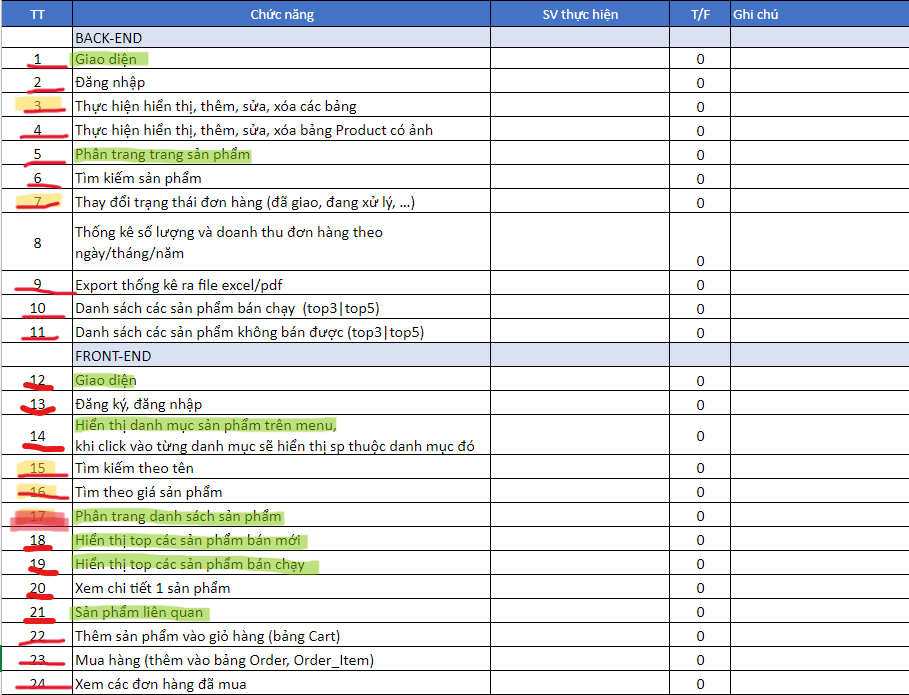 TT Chức năng SV thực hiện T/F Ghi chú
BACK-END
1 Giao diện 0
2 Đăng nhập 0
3 Thực hiện hiển thị, thêm, sửa, xóa các bảng 0
4 Thực hiện hiển thị, thêm, sửa, xóa bảng Product có ảnh 0
5 Phân trang trang sản phẩm 0
6 Tìm kiếm sản phẩm 0
7 Thay đổi trạng thái đơn hàng (đã giao, đang xử lý, ...) 0
8 Thống kê số lượng và doanh thu đơn hàng theo
ngày/tháng/năm 0
9 Export thống kê ra file excel/pdf 0
10 Danh sách các sản phẩm bán chạy (top3|top5) 0
11 Danh sách các sản phẩm không bán được (top3|top5) 0
FRONT-END
12 Giao diện 0
13 Đăng ký, đăng nhập 0
14 Hiển thị danh mục sản phẩm trên menu, 0
khi click vào từng danh mục sẽ hiển thị sp thuộc danh mục đó
15 Tìm kiếm theo tên 0
16 Tìm theo giá sản phẩm 0
17 Phân trang danh sách sản phẩm 0
18 Hiển thị top các sản phẩm bán mới 0
19 Hiển thị top các sản phẩm bán chạy 0
20 Xem chi tiết 1 sản phẩm 0
21 Sản phẩm liên quan 0
22 Thêm sản phẩm vào giỏ hàng (bảng Cart) 0
23 Mua hàng (thêm vào bảng Order, Order_Item) 0
24 Xem các đơn hàng đã mua 0